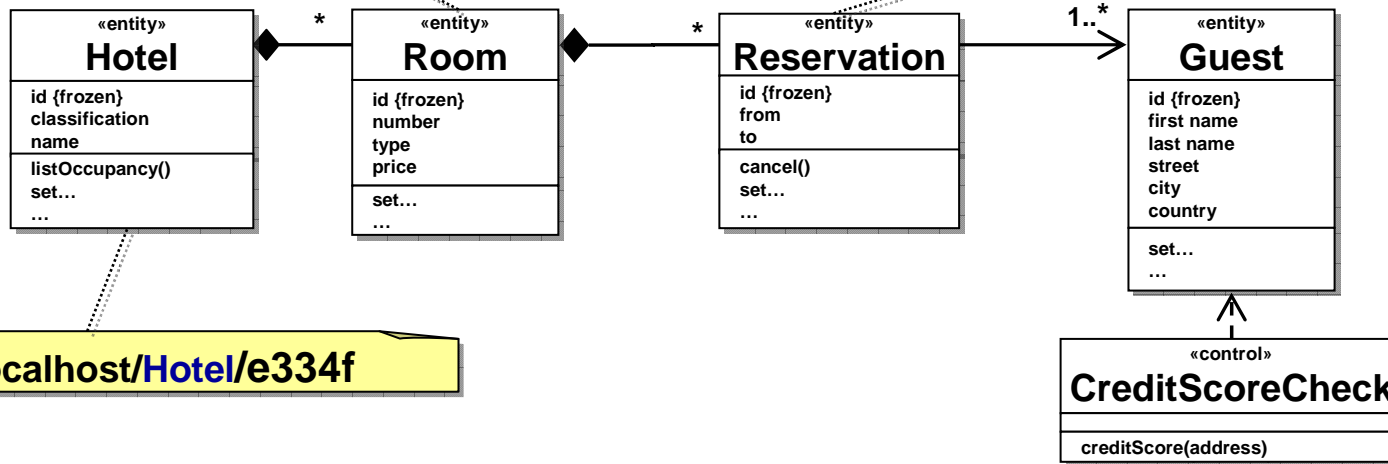 «entity»
Hotel
id {frozen}
classification
name
listOccupancy()
set…
…
*
«entity»
Room
id {frozen}
number
type
price
set…
…
*
«entity»
Reservation
id {frozen}
from
to
cancel()
set…
…
1..*
«entity»
Guest
id {frozen}
first name
last name
street
city
country
set…
…
calhost/Hotel/e334f
«control»
CreditScoreCheck
creditScore(address)